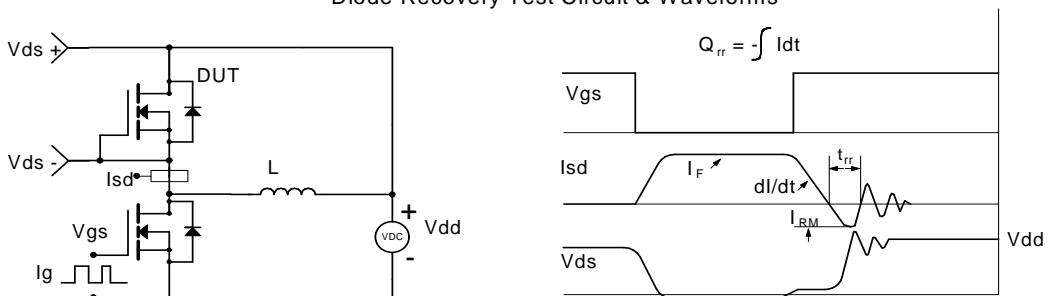 Diode Recovery Test Circuit & Waveforms
Vds +
DUT
Vds -
Isd
L
Vgs
Ig
+
VDC
-
Vdd
Q rr = - ∫ Idt
Vgs
Isd
I F
dI/dt
t rr
I RM
Vds
Vdd